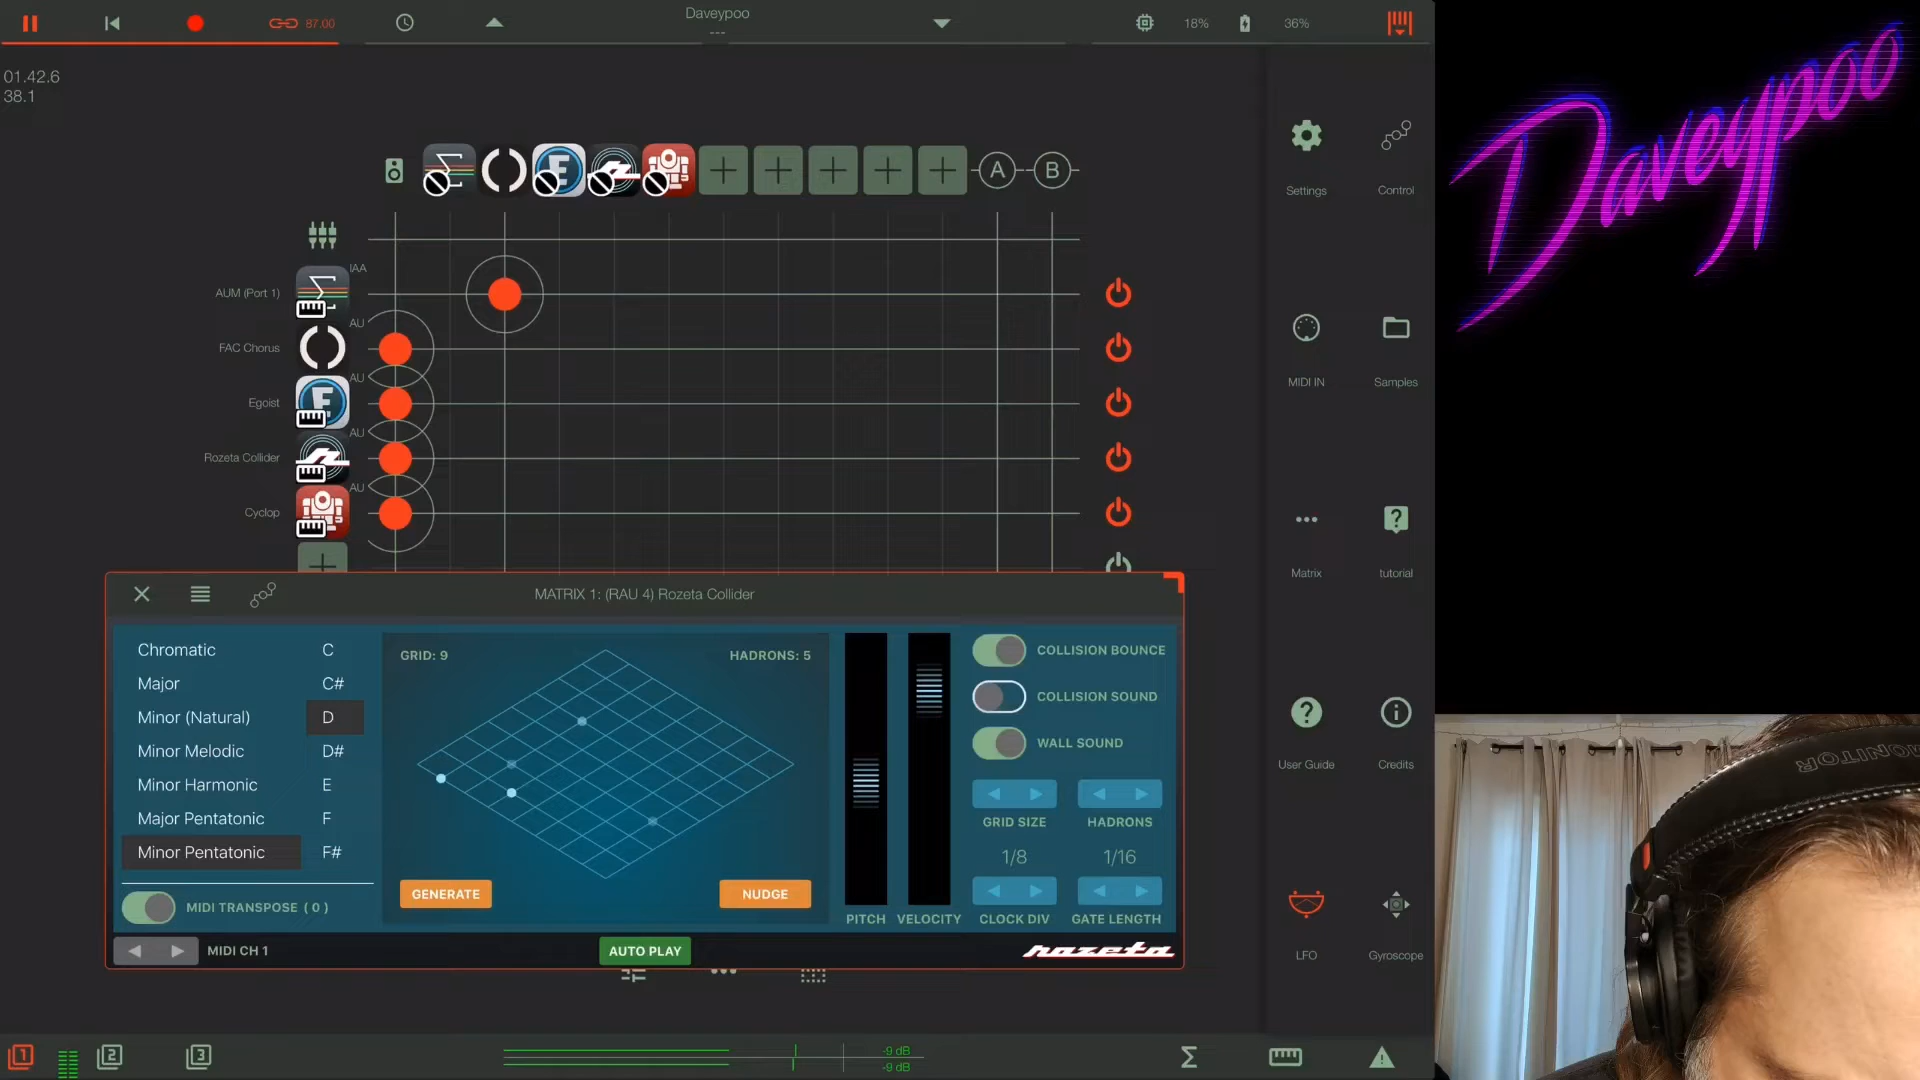 87.00
Daveypoo
---
18%
36%
01.42.6
38.1
Daveypoo
A
B
Settings
Control
IAA
AUM (Port 1)
AU
FAC Chorus
AU
Egoist
AU
Rozeta Collider
AU
Cyclop
MIDI IN
Samples
Matrix
tutorial
User Guide
Credits
LFO
Gyroscope
MATRIX 1: (RAU 4) Rozeta Collider
Chromatic
Major
Minor (Natural)
Minor Melodic
Minor Harmonic
Major Pentatonic
Minor Pentatonic
C
C#
D
D#
E
F
F#
MIDI TRANSPOSE ( 0 )
GRID: 9
HADRONS: 5
GENERATE
NUDGE
PITCH
VELOCITY
COLLISION BOUNCE
COLLISION SOUND
WALL SOUND
GRID SIZE
HADRONS
1/8
1/16
CLOCK DIV
GATE LENGTH
MIDI CH 1
AUTO PLAY
rozeta
1
2
3
-9 dB
-9 dB
MONITOR